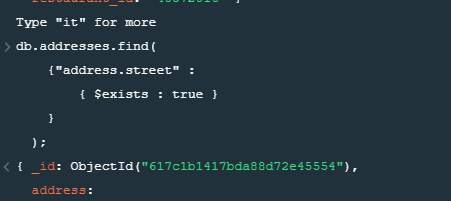 Type "it" for more
> db.addresses.find(
{"address.street" :
{ $exists : true }
}
);
< { _id: ObjectId("617c1b1417bda88d72e45554"),
address: